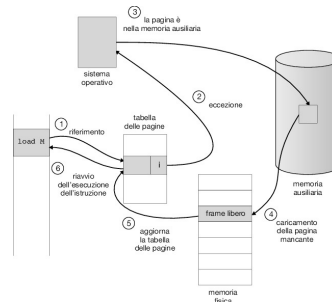 3
la pagina è
nella memoria ausiliaria
sistema
operativo
2
eccezione
tabella
delle pagine
1
riferimento
load M
i
6
riavvio
dell'esecuzione
dell'istruzione
memoria
ausiliaria
5
aggiorna
la tabella
delle pagine
frame libero
4
caricamento
della pagina
mancante
memoria
fisica